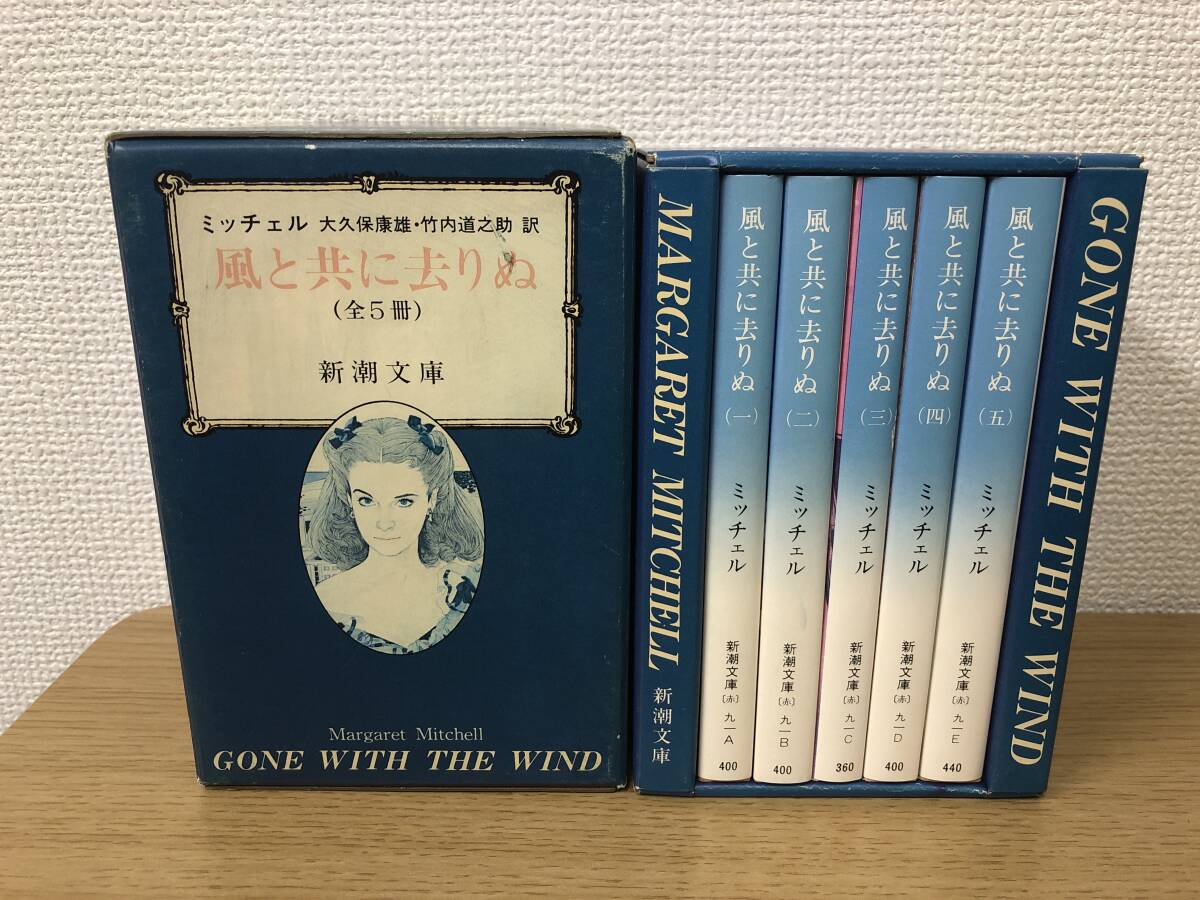 ミッチェル 大久保康雄・竹内道之助 訳
風と共に去りぬ
(全5冊)
新潮文庫
Margaret Mitchell
GONE WITH THE WIND
MARGARET MITCHELL
新潮文庫
風と共に去りぬ(一) ミッチェル 新潮文庫〔赤〕九一A
400
風と共に去りぬ(二) ミッチェル 新潮文庫〔赤〕九一B
400
風と共に去りぬ(三) ミッチェル 新潮文庫〔赤〕九一C
360
風と共に去りぬ(四) ミッチェル 新潮文庫〔赤〕九一D
400
風と共に去りぬ(五) ミッチェル 新潮文庫〔赤〕九一E
440
GONE WITH THE WIND